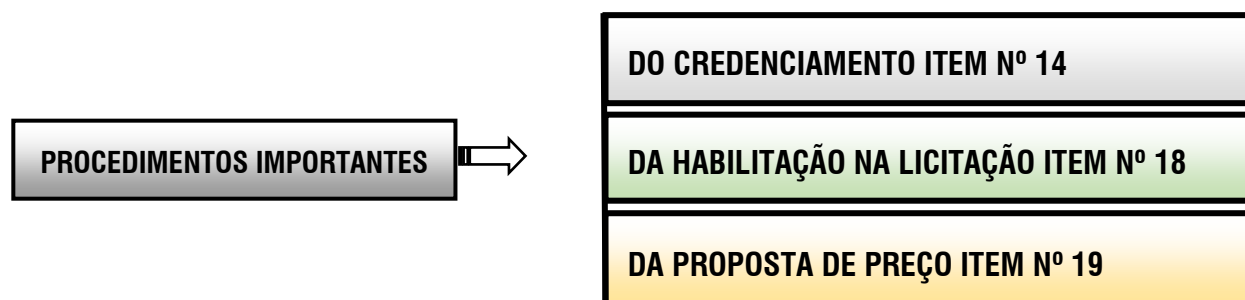 PROCEDIMENTOS IMPORTANTES
DO CREDENCIAMENTO ITEM Nº 14
DA HABILITAÇÃO NA LICITAÇÃO ITEM Nº 18
DA PROPOSTA DE PREÇO ITEM Nº 19